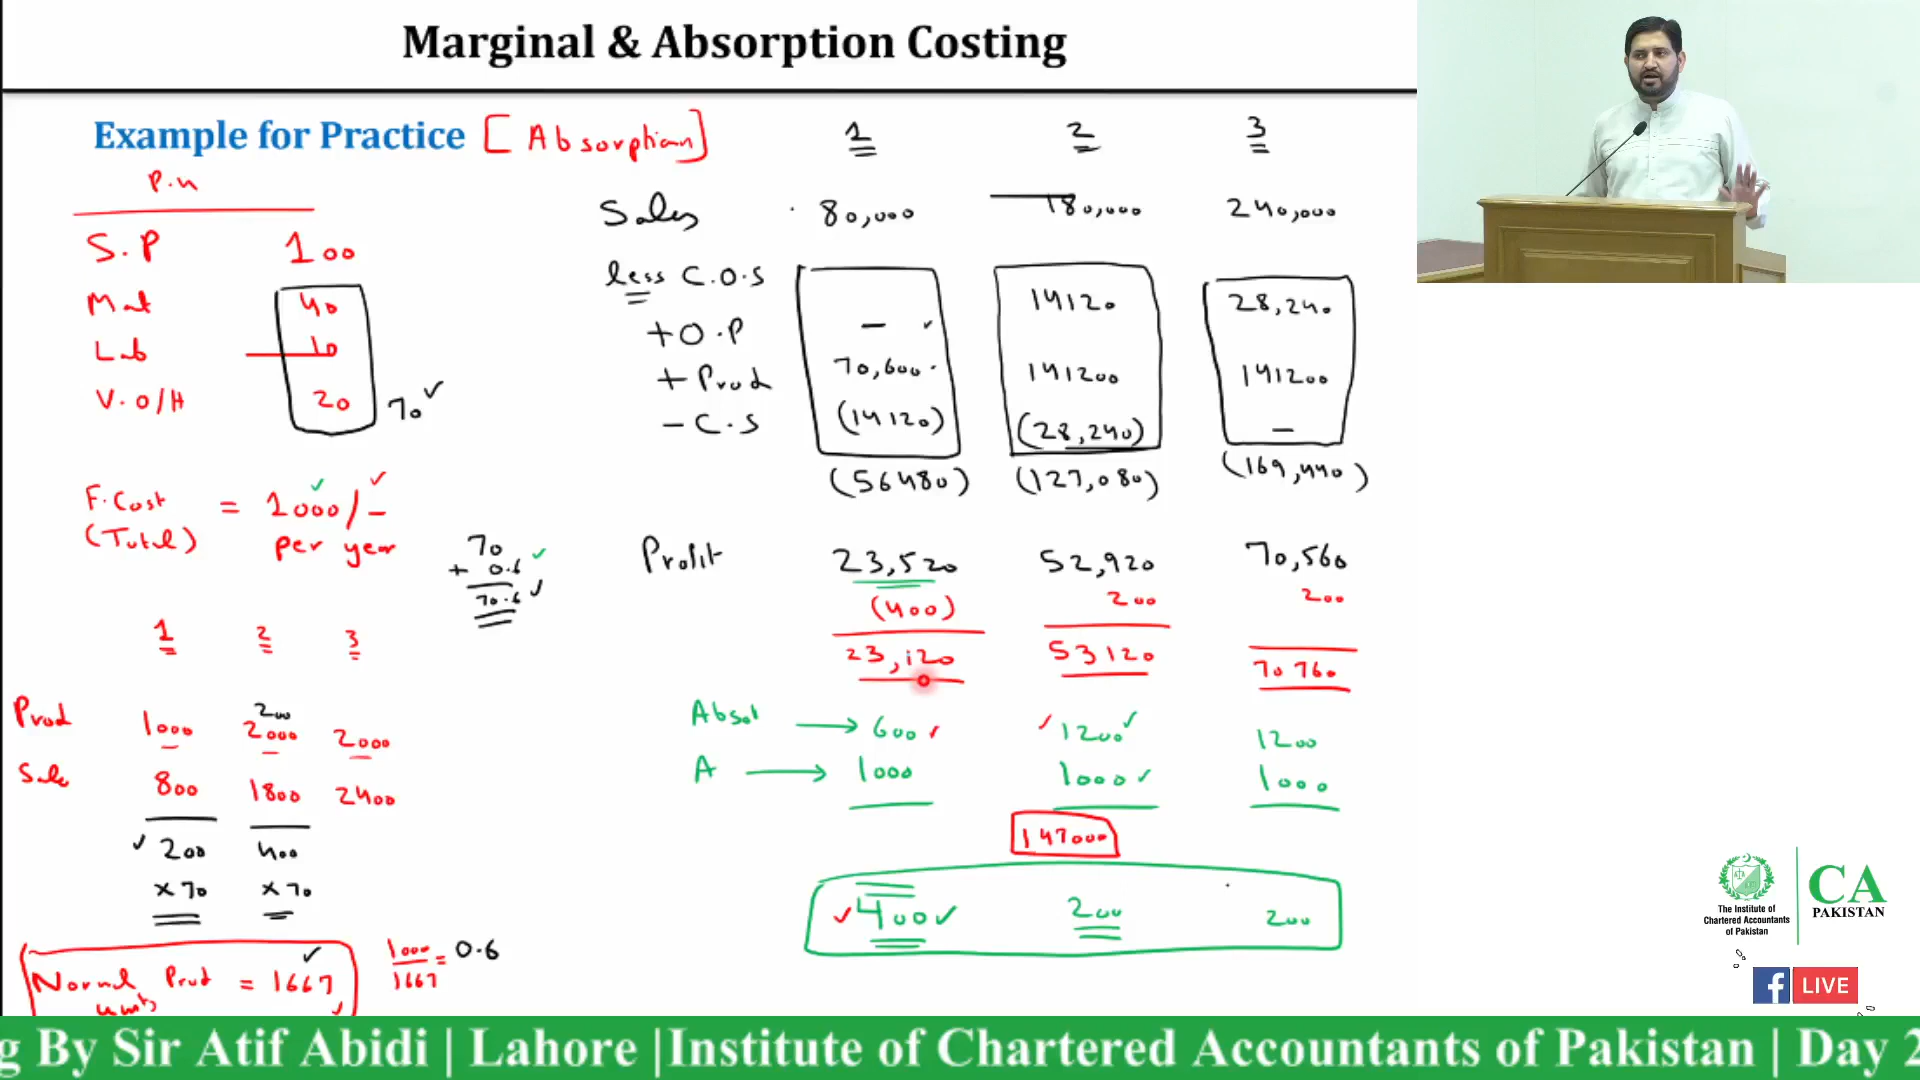 Marginal & Absorption Costing
Example for Practice [Absorption]
P.u
S.P 100
Mat 40
Lab 10
V.O/H 20 70 ✓
F.Cost = 1000/-
(Total) per year
70
+ 0.6 ✓
70.6 ✓
1 2 3
200
Prod 1000 2000 2000
Sale 800 1800 2400
✓ 200 400
×70 ×70
Normal Prod = 1667 ✓
units
1000/1667 = 0.6
1 2 3
Sales 80,000 180,000 240,000
less C.O.S
+O.P — 14120 28,240
+ Prod 70,600 141200 141200
- C.S (14120) (28,240) —
(56480) (127,080) (169,440)
Profit 23,520 52,920 70,560
(400) 200 200
23,120 53120 70760
Absor → 600 ✓ ✓ 1200 ✓ 1200
A → 1000 1000 ✓ 1000
147000
✓ 400 ✓ 200 200
The Institute of
Chartered Accountants
of Pakistan
CA
PAKISTAN
f LIVE
g By Sir Atif Abidi | Lahore |Institute of Chartered Accountants of Pakistan | Day 2